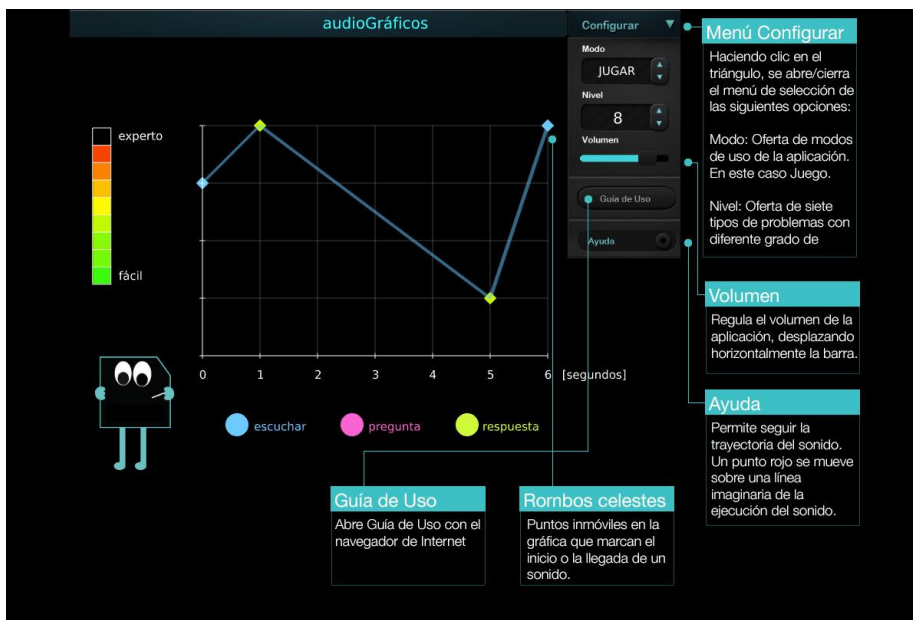 audioGráficos
Configurar
Modo
JUGAR
Nivel
8
Volumen
Guía de Uso
Ayuda
experto
fácil
0 1 2 3 4 5 6 [segundos]
escuchar pregunta respuesta
Menú Configurar
Haciendo clic en el
triángulo, se abre/cierra
el menú de selección de
las siguientes opciones:
Modo: Oferta de modos
de uso de la aplicación.
En este caso Juego.
Nivel: Oferta de siete
tipos de problemas con
diferente grado de
Volumen
Regula el volumen de la
aplicación, desplazando
horizontalmente la barra.
Ayuda
Permite seguir la
trayectoria del sonido.
Un punto rojo se mueve
sobre una línea
imaginaria de la
ejecución del sonido.
Guía de Uso
Abre Guía de Uso con el
navegador de Internet
Rombos celestes
Puntos inmóviles en la
gráfica que marcan el
inicio o la llegada de un
sonido.